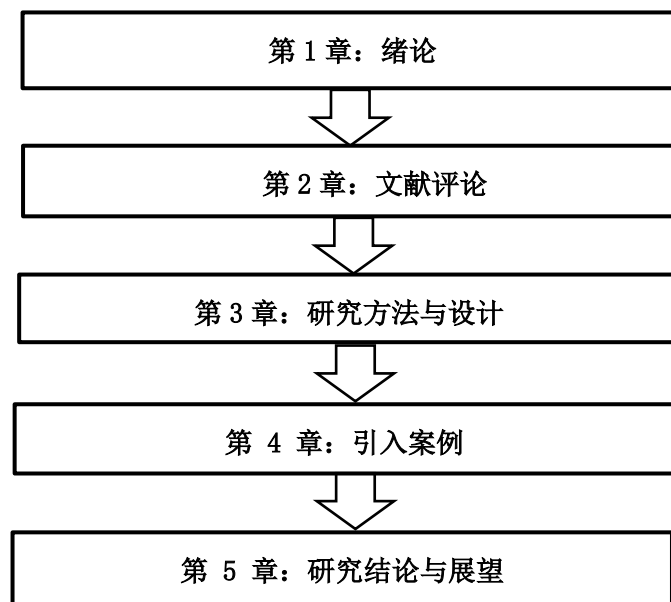 第1章：绪论
第2章：文献评论
第3章：研究方法与设计
第 4 章：引入案例
第 5 章：研究结论与展望